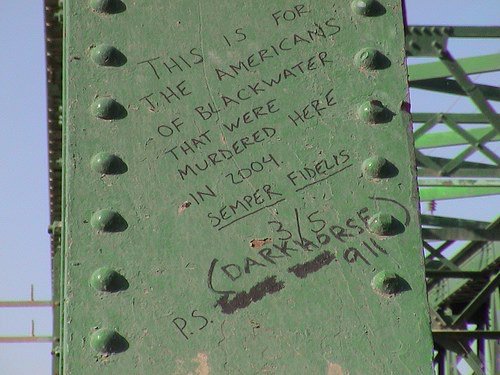 THIS IS FOR
THE AMERICANS
OF BLACKWATER
THAT WERE
MURDERED HERE
IN 2004.
SEMPER FIDELIS
3/5
(DARKHORSE)
P.S. 911